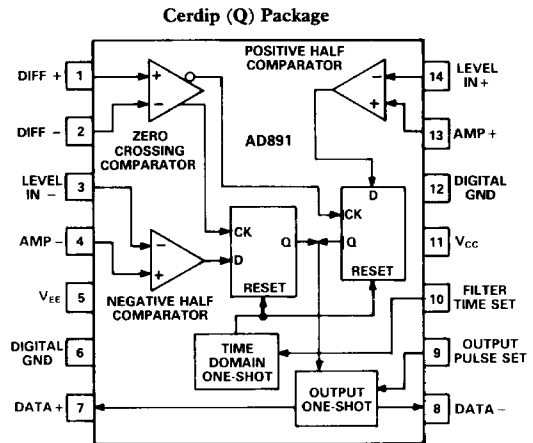 Cerdip (Q) Package
DIFF + 1
DIFF - 2
LEVEL
IN - 3
AMP - 4
VEE 5
DIGITAL
GND 6
DATA + 7
+
-
ZERO
CROSSING
COMPARATOR
-
+
NEGATIVE HALF
COMPARATOR
POSITIVE HALF
COMPARATOR
-
+
AD891
CK
D
Q
RESET
D
CK
Q
RESET
TIME
DOMAIN
ONE-SHOT
OUTPUT
ONE-SHOT
14 LEVEL
IN +
13 AMP +
12 DIGITAL
GND
11 VCC
10 FILTER
TIME SET
9 OUTPUT
PULSE SET
8 DATA -